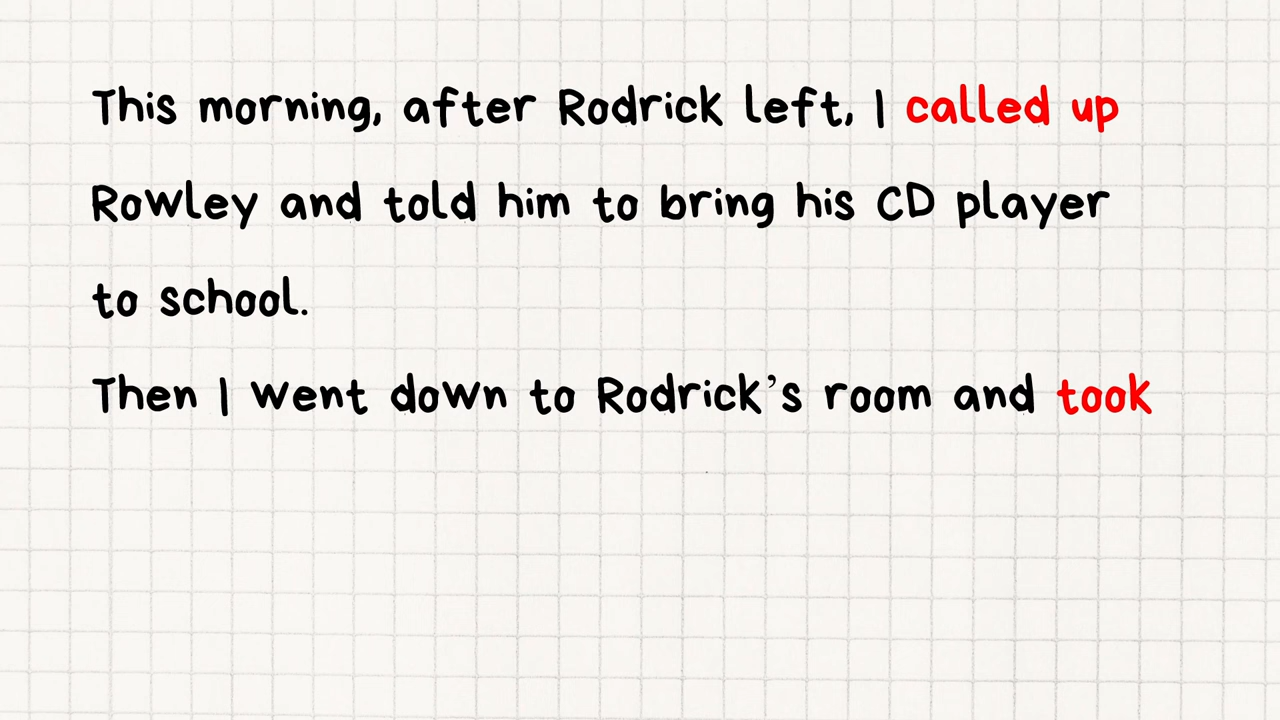 This morning, after Rodrick left, I called up
Rowley and told him to bring his CD player
to school.
Then I went down to Rodrick's room and took